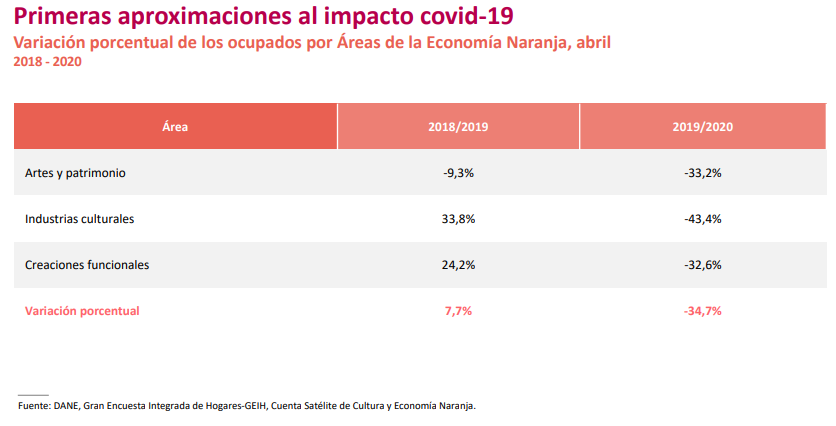 Primeras aproximaciones al impacto covid-19
Variación porcentual de los ocupados por Áreas de la Economía Naranja, abril
2018 - 2020
Área 2018/2019 2019/2020
Artes y patrimonio -9,3% -33,2%
Industrias culturales 33,8% -43,4%
Creaciones funcionales 24,2% -32,6%
Variación porcentual 7,7% -34,7%
Fuente: DANE, Gran Encuesta Integrada de Hogares-GEIH, Cuenta Satélite de Cultura y Economía Naranja.